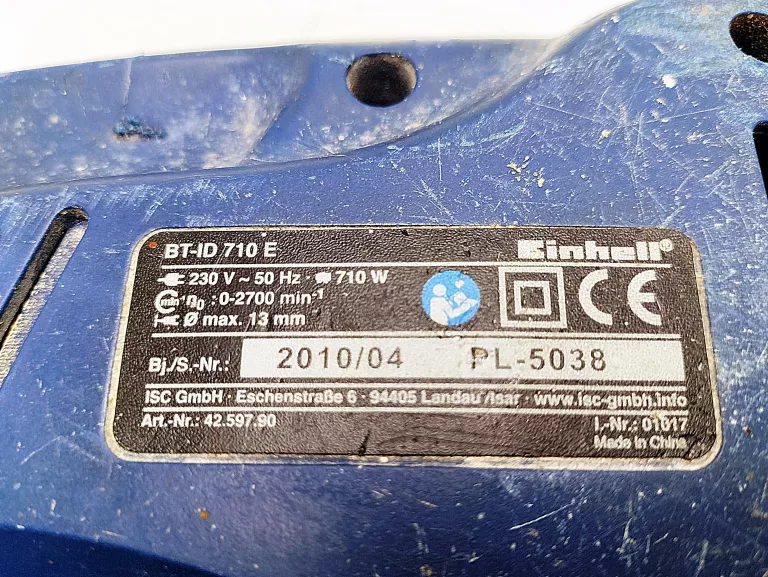 BT-ID 710 E
Einhell®
230 V ~ 50 Hz · 710 W
min n0 : 0-2700 min-1
Ø max. 13 mm
CE
Bj./S.-Nr.: 2010/04 PL-5038
ISC GmbH · Eschenstraße 6 · 94405 Landau/Isar · www.isc-gmbh.info
Art.-Nr.: 42.597.90
I.-Nr.: 01017
Made in China